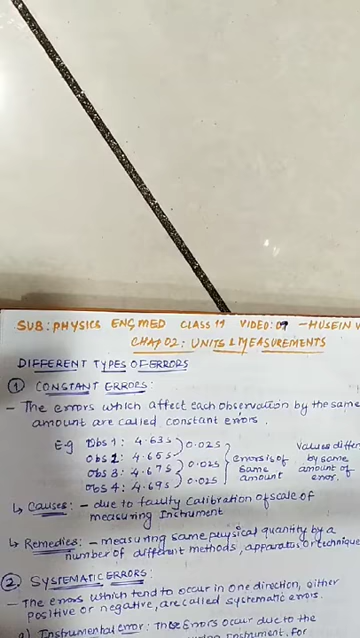 SUB: PHYSICS ENG MED CLASS 11 VIDEO: 09 - HUSEIN
CHAP 02: UNITS & MEASUREMENTS
DIFFERENT TYPES OF ERRORS
① CONSTANT ERRORS:
- The errors which affect each observation by the same
amount are called constant errors.
E.g Obs 1: 4.63s
Obs 2: 4.65s
Obs 3: 4.67s
Obs 4: 4.69s
0.02s
0.02s
0.02s
error is of
same
amount
Values differ
by same
amount of
error.
↳ Causes: - due to faulty Calibration of scale of
measuring Instrument
↳ Remedies: - measuring same physical quantity by a
number of different methods, apparatus or technique
② SYSTEMATIC ERRORS:
- The errors which tend to occur in one direction, either
positive or negative, are called systematic errors.
a) Instrumental error: These Errors occur due to the
Instrument. For